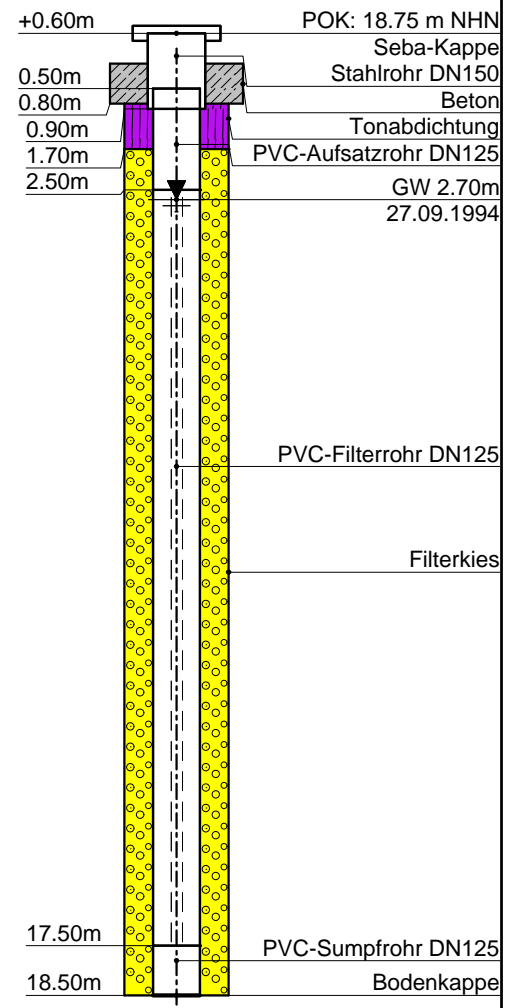 +0.60m
POK: 18.75 m NHN
Seba-Kappe
0.50m
Stahlrohr DN150
0.80m
Beton
0.90m
Tonabdichtung
1.70m
PVC-Aufsatzrohr DN125
2.50m
GW 2.70m
27.09.1994
PVC-Filterrohr DN125
Filterkies
17.50m
PVC-Sumpfrohr DN125
18.50m
Bodenkappe